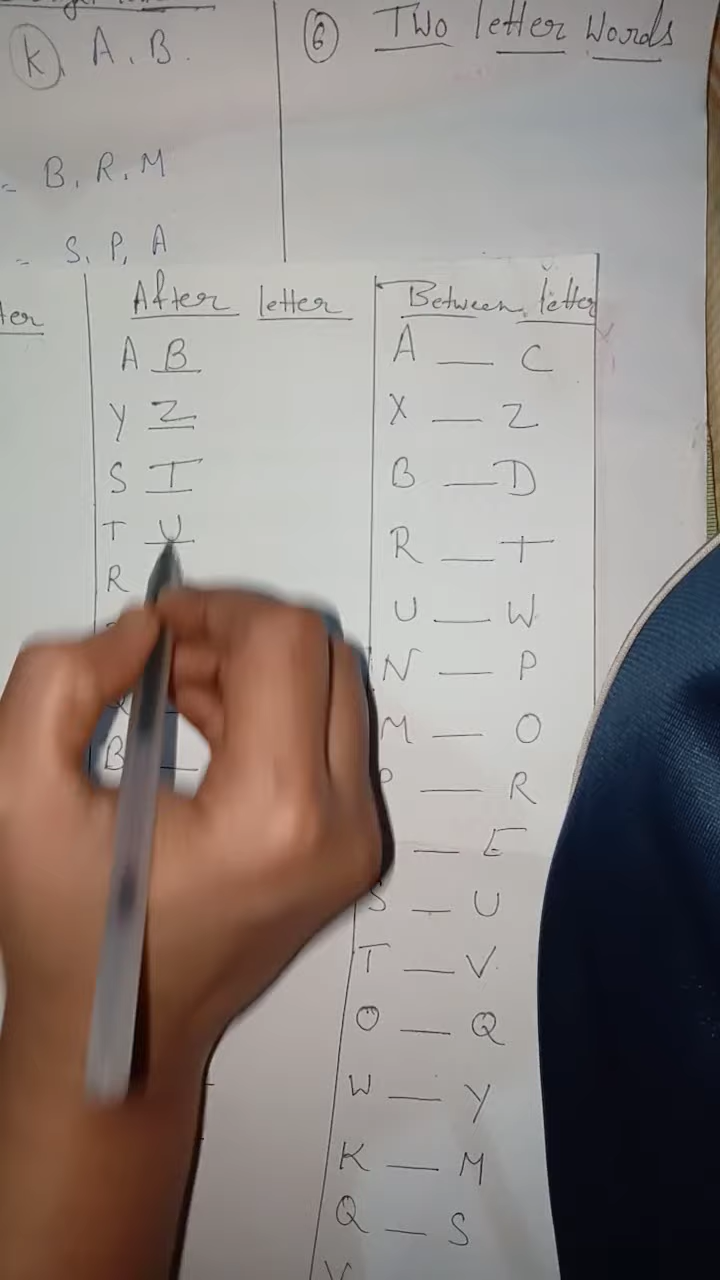 K, A, B.
⑥ Two letter Words
= B, R, M
= S, P, A
ter
After letter
A B
Y Z
S T
T U
R
B __
Between letter
A __ C
X __ Z
B __ D
R __ T
U __ W
N __ P
M __ O
P __ R
__ E
S __ U
T __ V
O __ Q
W __ Y
K __ M
Q __ S